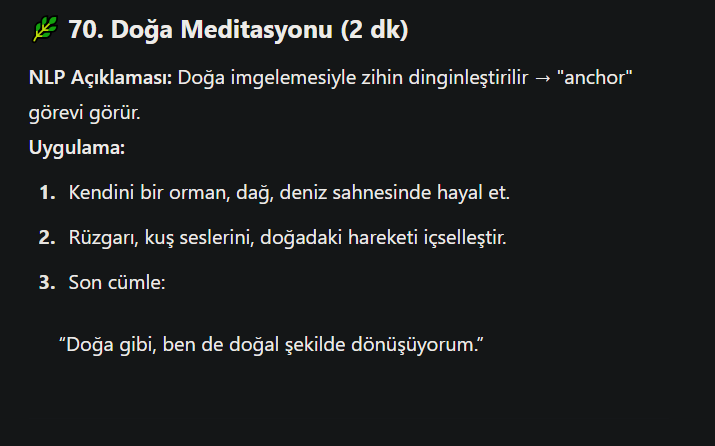 🌿 70. Doğa Meditasyonu (2 dk)
NLP Açıklaması: Doğa imgelemesiyle zihin dinginleştirilir → "anchor"
görevi görür.
Uygulama:
1. Kendini bir orman, dağ, deniz sahnesinde hayal et.
2. Rüzgarı, kuş seslerini, doğadaki hareketi içselleştir.
3. Son cümle:
“Doğa gibi, ben de doğal şekilde dönüşüyorum.”